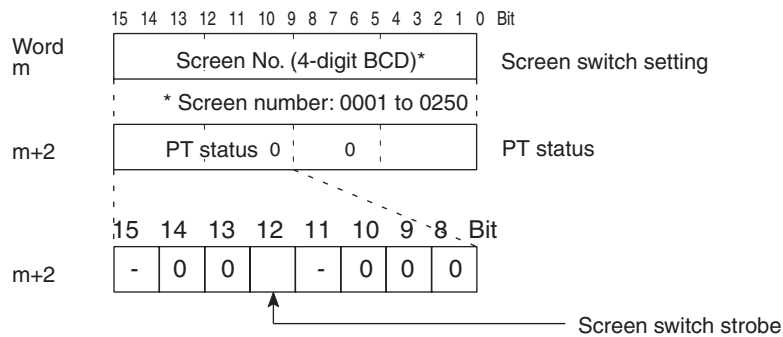 15 14 13 12 11 10 9 8 7 6 5 4 3 2 1 0 Bit
Word
m
Screen No. (4-digit BCD)*
Screen switch setting
* Screen number: 0001 to 0250
m+2
PT status 0 0
PT status
15 14 13 12 11 10 9 8 Bit
m+2
- 0 0 - 0 0 0
Screen switch strobe